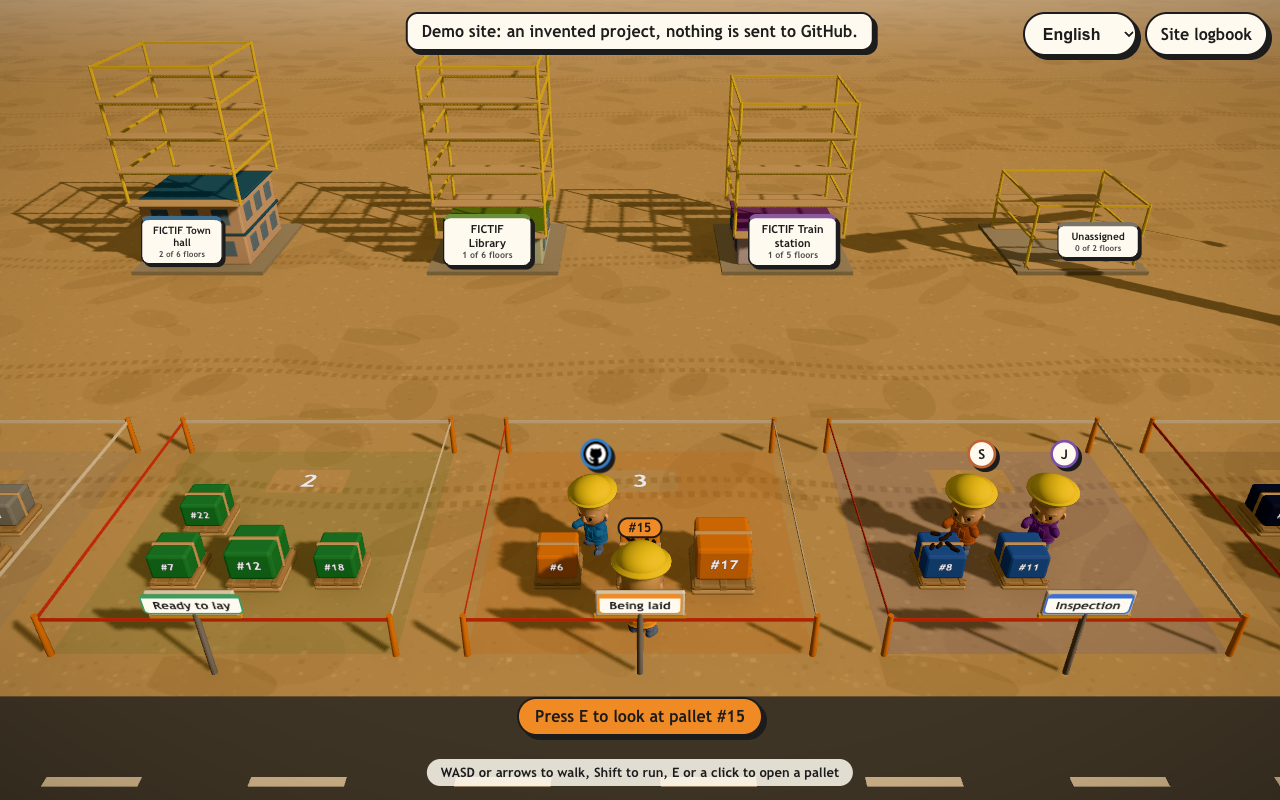 Demo site: an invented project, nothing is sent to GitHub.
English
Site logbook
FICTIF Town
hall
2 of 6 floors
FICTIF
Library
1 of 6 floors
FICTIF Train
station
1 of 5 floors
Unassigned
0 of 2 floors
2
3
S
J
#22
#7
#12
#18
#15
#6
#17
#8
#11
Ready to lay
Being laid
Inspection
Press E to look at pallet #15
WASD or arrows to walk, Shift to run, E or a click to open a pallet